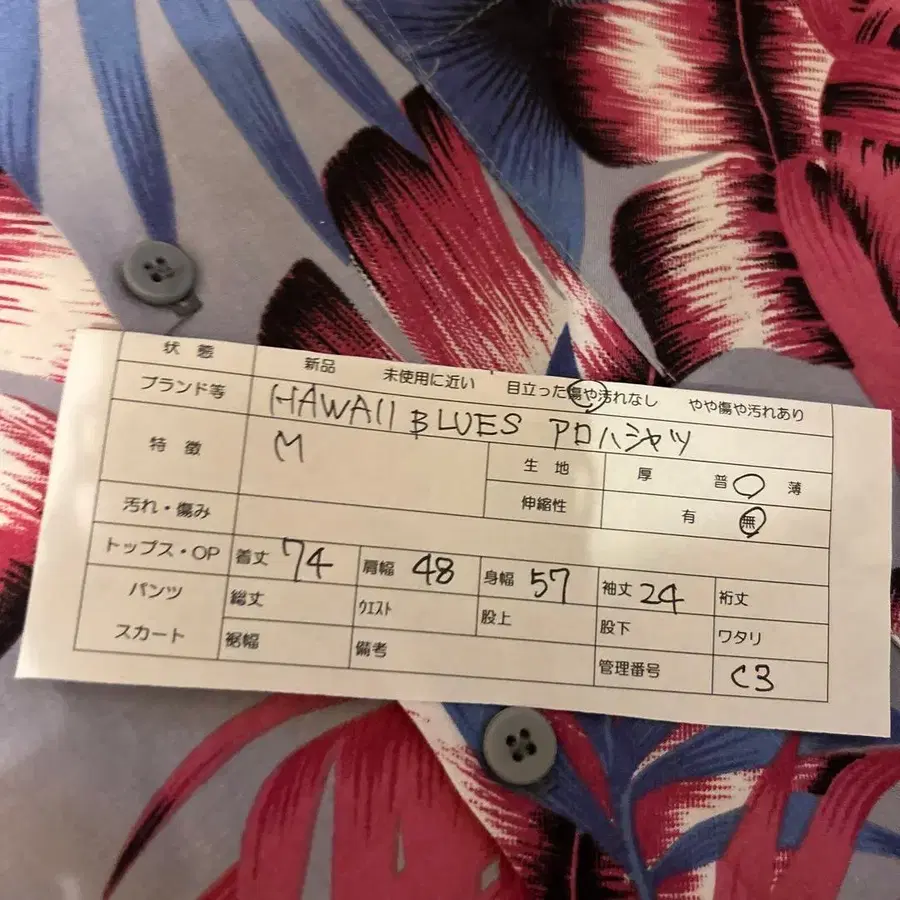 状 態 新品 未使用に近い 目立った傷や汚れなし やや傷や汚れあり
ブランド等 HAWAII BLUES アロハシャツ
特 徴 M 生 地 厚 普 薄
伸縮性 有 無
汚れ・傷み
トップス・OP 着丈 74 肩幅 48 身幅 57 袖丈 24 裄丈
パンツ 総丈 ウエスト 股上 股下 ワタリ
スカート 裾幅 備考 管理番号 C3